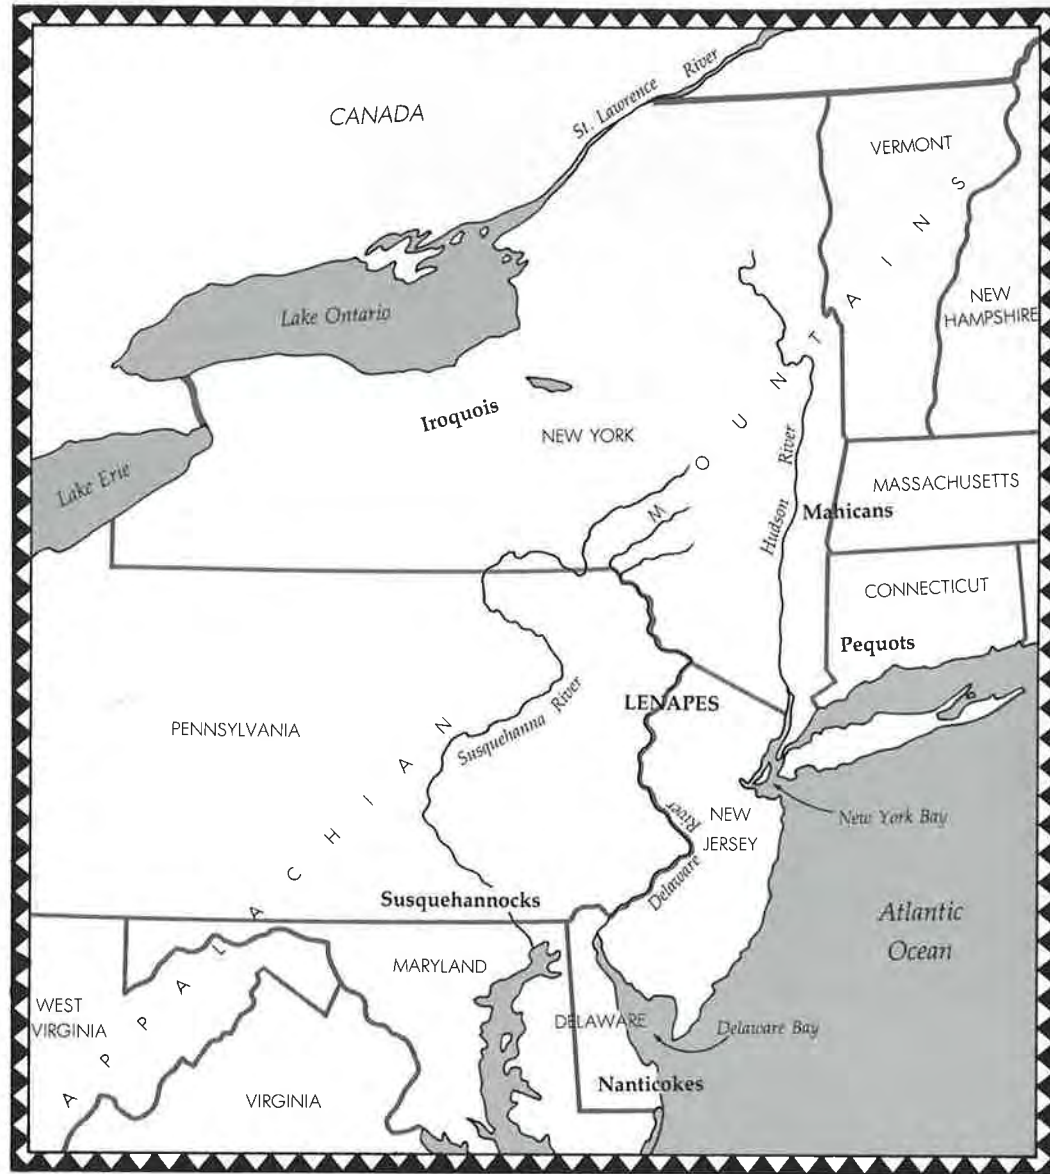 CANADA
St. Lawrence River
VERMONT
NEW
HAMPSHIRE
Lake Ontario
Iroquois
NEW YORK
Lake Erie
Hudson River
MASSACHUSETTS
Mahicans
CONNECTICUT
Pequots
LENAPES
PENNSYLVANIA
Susquehanna River
APPALACHIAN MOUNTAINS
NEW
JERSEY
New York Bay
Delaware River
Susquehannocks
Atlantic
Ocean
MARYLAND
WEST
VIRGINIA
DELAWARE
Delaware Bay
Nanticokes
VIRGINIA